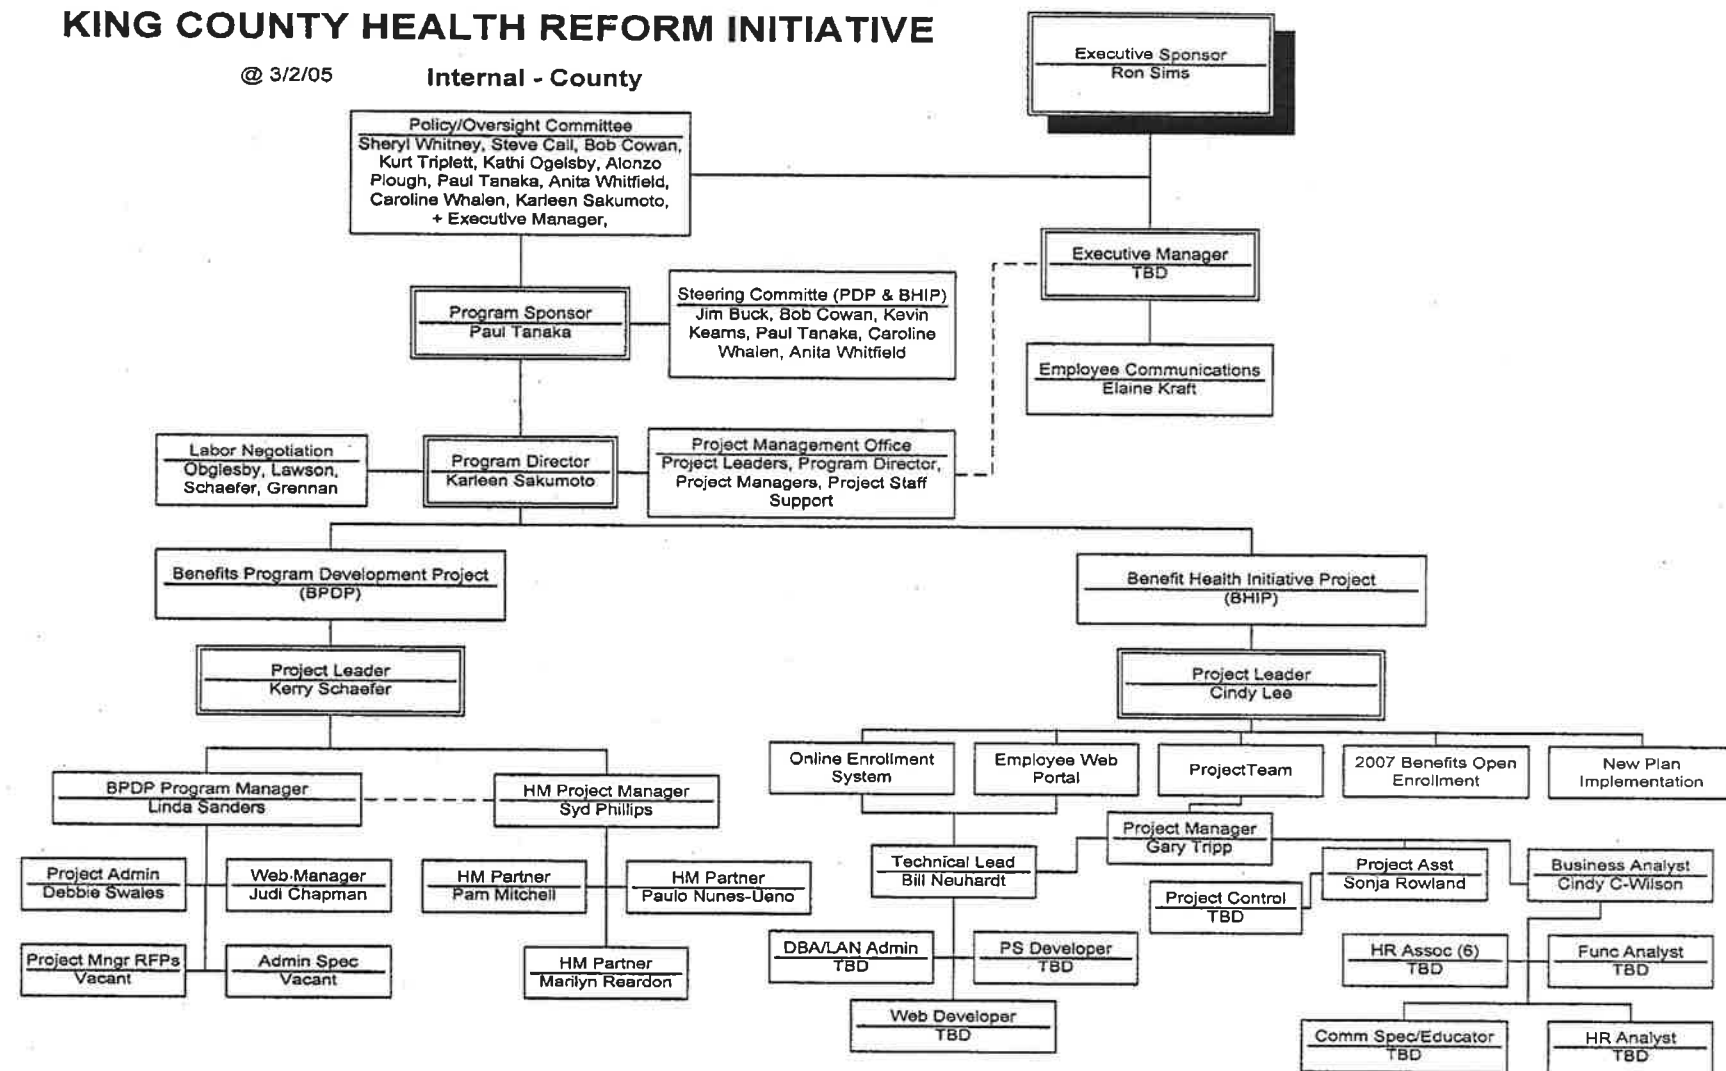 KING COUNTY HEALTH REFORM INITIATIVE
@ 3/2/05
Internal - County
Executive Sponsor
Ron Sims
Policy/Oversight Committee
Sheryl Whitney, Steve Call, Bob Cowan,
Kurt Triplett, Kathi Ogelsby, Alonzo
Plough, Paul Tanaka, Anita Whitfield,
Caroline Whalen, Karleen Sakumoto,
+ Executive Manager,
Executive Manager
TBD
Program Sponsor
Paul Tanaka
Steering Committe (PDP & BHIP)
Jim Buck, Bob Cowan, Kevin
Kearns, Paul Tanaka, Caroline
Whalen, Anita Whitfield
Employee Communications
Elaine Kraft
Labor Negotiation
Obglesby, Lawson,
Schaefer, Grennan
Program Director
Karleen Sakumoto
Project Management Office
Project Leaders, Program Director,
Project Managers, Project Staff
Support
Benefits Program Development Project
(BPDP)
Benefit Health Initiative Project
(BHIP)
Project Leader
Kerry Schaefer
Project Leader
Cindy Lee
BPDP Program Manager
Linda Sanders
HM Project Manager
Syd Phillips
Online Enrollment
System
Employee Web
Portal
ProjectTeam
2007 Benefits Open
Enrollment
New Plan
Implementation
Project Manager
Gary Tripp
Project Admin
Debbie Swales
Web Manager
Judi Chapman
HM Partner
Pam Mitchell
HM Partner
Paulo Nunes-Ueno
Technical Lead
Bill Neuhardt
Project Asst
Sonja Rowland
Business Analyst
Cindy C-Wilson
Project Control
TBD
Project Mngr RFPs
Vacant
Admin Spec
Vacant
HM Partner
Marilyn Reardon
DBA/LAN Admin
TBD
PS Developer
TBD
HR Assoc (6)
TBD
Func Analyst
TBD
Web Developer
TBD
Comm Spec/Educator
TBD
HR Analyst
TBD